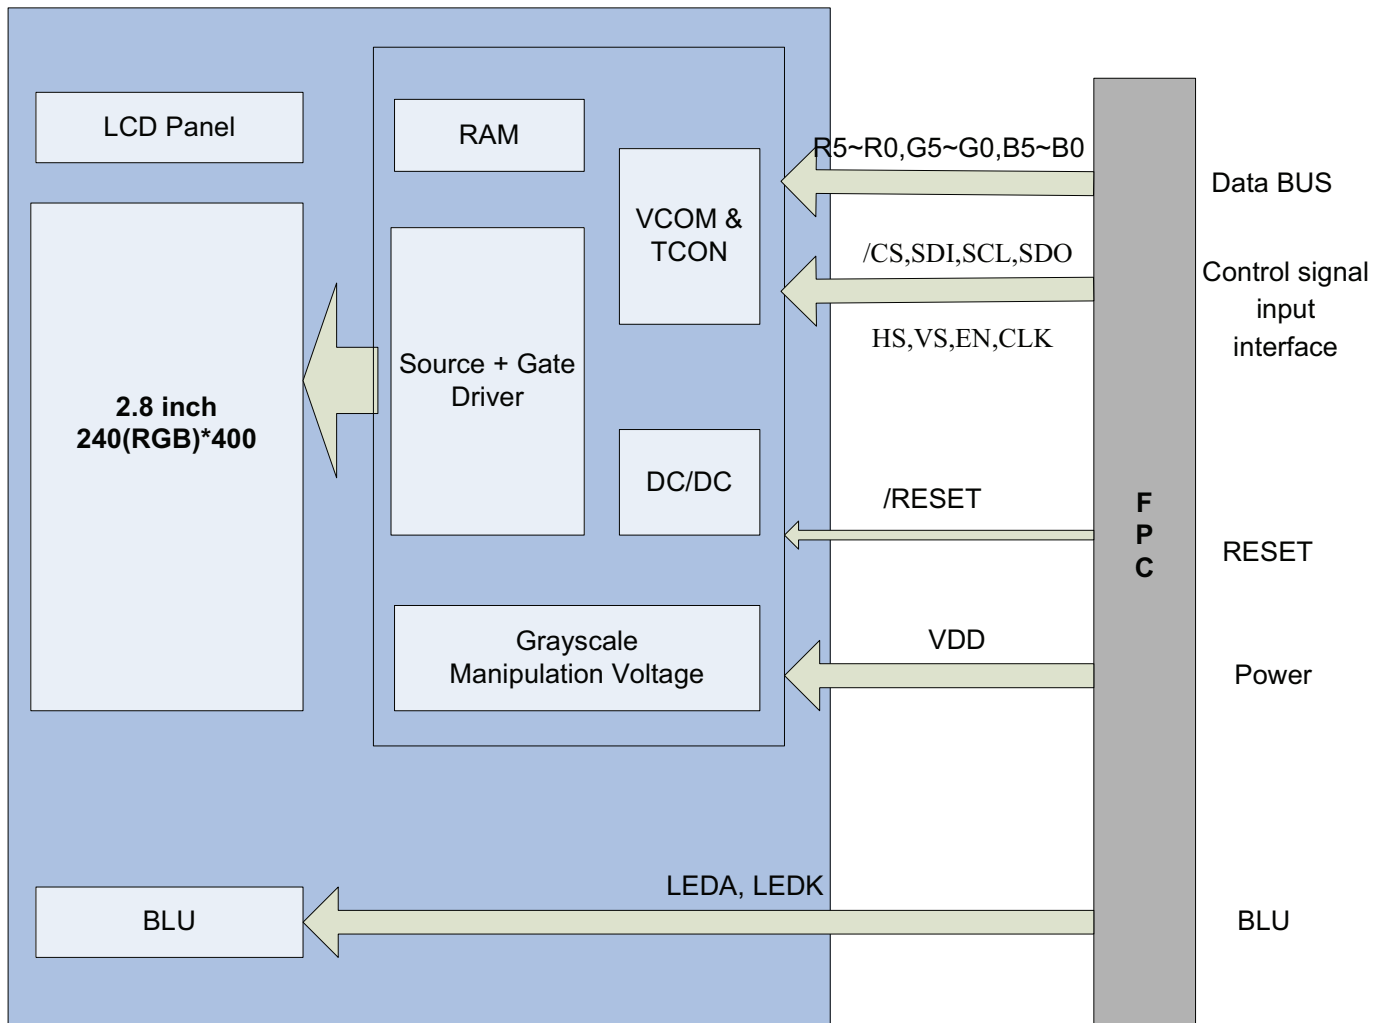 LCD Panel
2.8 inch
240(RGB)*400
RAM
Source + Gate
Driver
VCOM &
TCON
DC/DC
Grayscale
Manipulation Voltage
BLU
R5~R0,G5~G0,B5~B0
/CS,SDI,SCL,SDO
HS,VS,EN,CLK
/RESET
VDD
LEDA, LEDK
F
P
C
Data BUS
Control signal
input
interface
RESET
Power
BLU